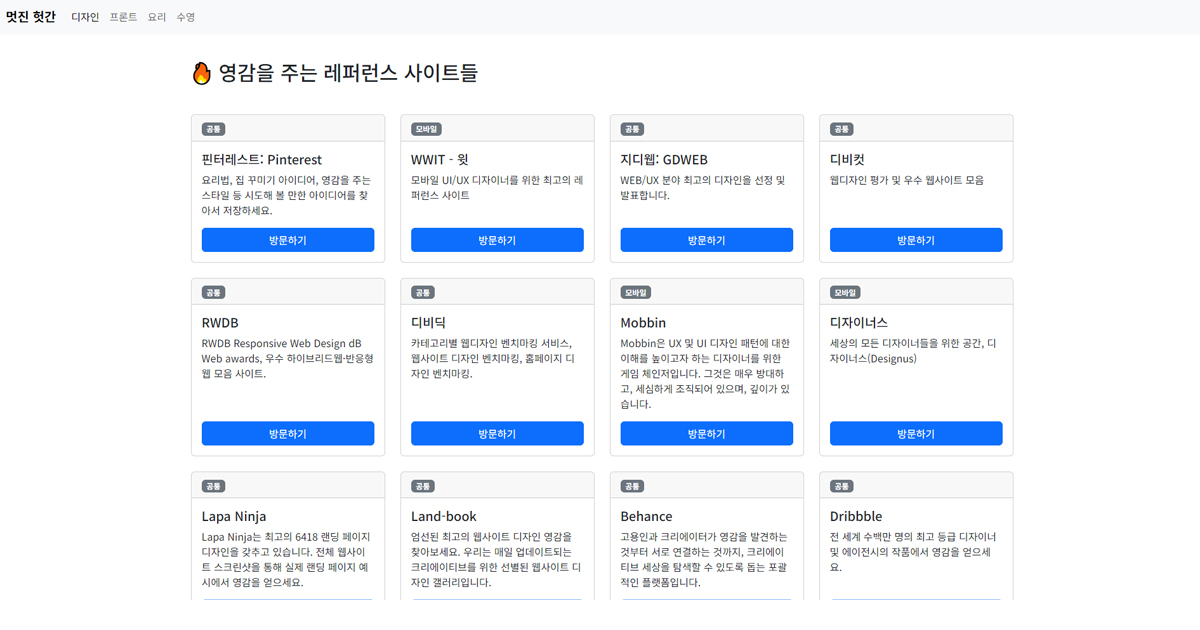 멋진 헛간 디자인 프론트 요리 수영
🔥 영감을 주는 레퍼런스 사이트들
공통
핀터레스트: Pinterest
요리법, 집 꾸미기 아이디어, 영감을 주는
스타일 등 시도해 볼 만한 아이디어를 찾
아서 저장하세요.
방문하기
모바일
WWIT - 윗
모바일 UI/UX 디자이너를 위한 최고의 레
퍼런스 사이트
방문하기
공통
지디웹: GDWEB
WEB/UX 분야 최고의 디자인을 선정 및
발표합니다.
방문하기
공통
디비컷
웹디자인 평가 및 우수 웹사이트 모음
방문하기
공통
RWDB
RWDB Responsive Web Design dB
Web awards, 우수 하이브리드웹·반응형
웹 모음 사이트.
방문하기
공통
디비딕
카테고리별 웹디자인 벤치마킹 서비스,
웹사이트 디자인 벤치마킹, 홈페이지 디
자인 벤치마킹.
방문하기
모바일
Mobbin
Mobbin은 UX 및 UI 디자인 패턴에 대한
이해를 높이고자 하는 디자이너를 위한
게임 체인저입니다. 그것은 매우 방대하
고, 세심하게 조직되어 있으며, 깊이가 있
습니다.
방문하기
모바일
디자이너스
세상의 모든 디자이너들을 위한 공간, 디
자이너스(Designus)
방문하기
공통
Lapa Ninja
Lapa Ninja는 최고의 6418 랜딩 페이지
디자인을 갖추고 있습니다. 전체 웹사이
트 스크린샷을 통해 실제 랜딩 페이지 예
시에서 영감을 얻으세요.
공통
Land-book
엄선된 최고의 웹사이트 디자인 영감을
찾아보세요. 우리는 매일 업데이트되는
크리에이티브를 위한 선별된 웹사이트 디
자인 갤러리입니다.
공통
Behance
고용인과 크리에이터가 영감을 발견하는
것부터 서로 연결하는 것까지, 크리에이
티브 세상을 탐색할 수 있도록 돕는 포괄
적인 플랫폼입니다.
공통
Dribbble
전 세계 수백만 명의 최고 등급 디자이너
및 에이전시의 작품에서 영감을 얻으세
요.